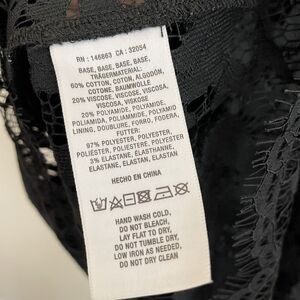 RN : 146863 CA : 32054
BASE, BASE, BASE, BASE,
TRÄGERMATERIAL:
60% COTTON, COTON, ALGODÓN,
COTONE, BAUMWOLLE
20% VISCOSE, VISCOSE, VISCOSA,
VISCOSA, VISKOSE
20% POLYAMIDE, POLYAMIDE, POLIAMIDA,
POLIAMMIDE, POLYAMID
LINING, DOUBLURE, FORRO, FODERA,
FUTTER:
97% POLYESTER, POLYESTER,
POLIÉSTER, POLIESTERE, POLYESTER
3% ELASTANE, ÉLASTHANNE,
ELASTANO, ELASTAN, ELASTAN
HECHO EN CHINA
HAND WASH COLD,
DO NOT BLEACH,
LAY FLAT TO DRY,
DO NOT TUMBLE DRY,
LOW IRON AS NEEDED,
DO NOT DRY CLEAN